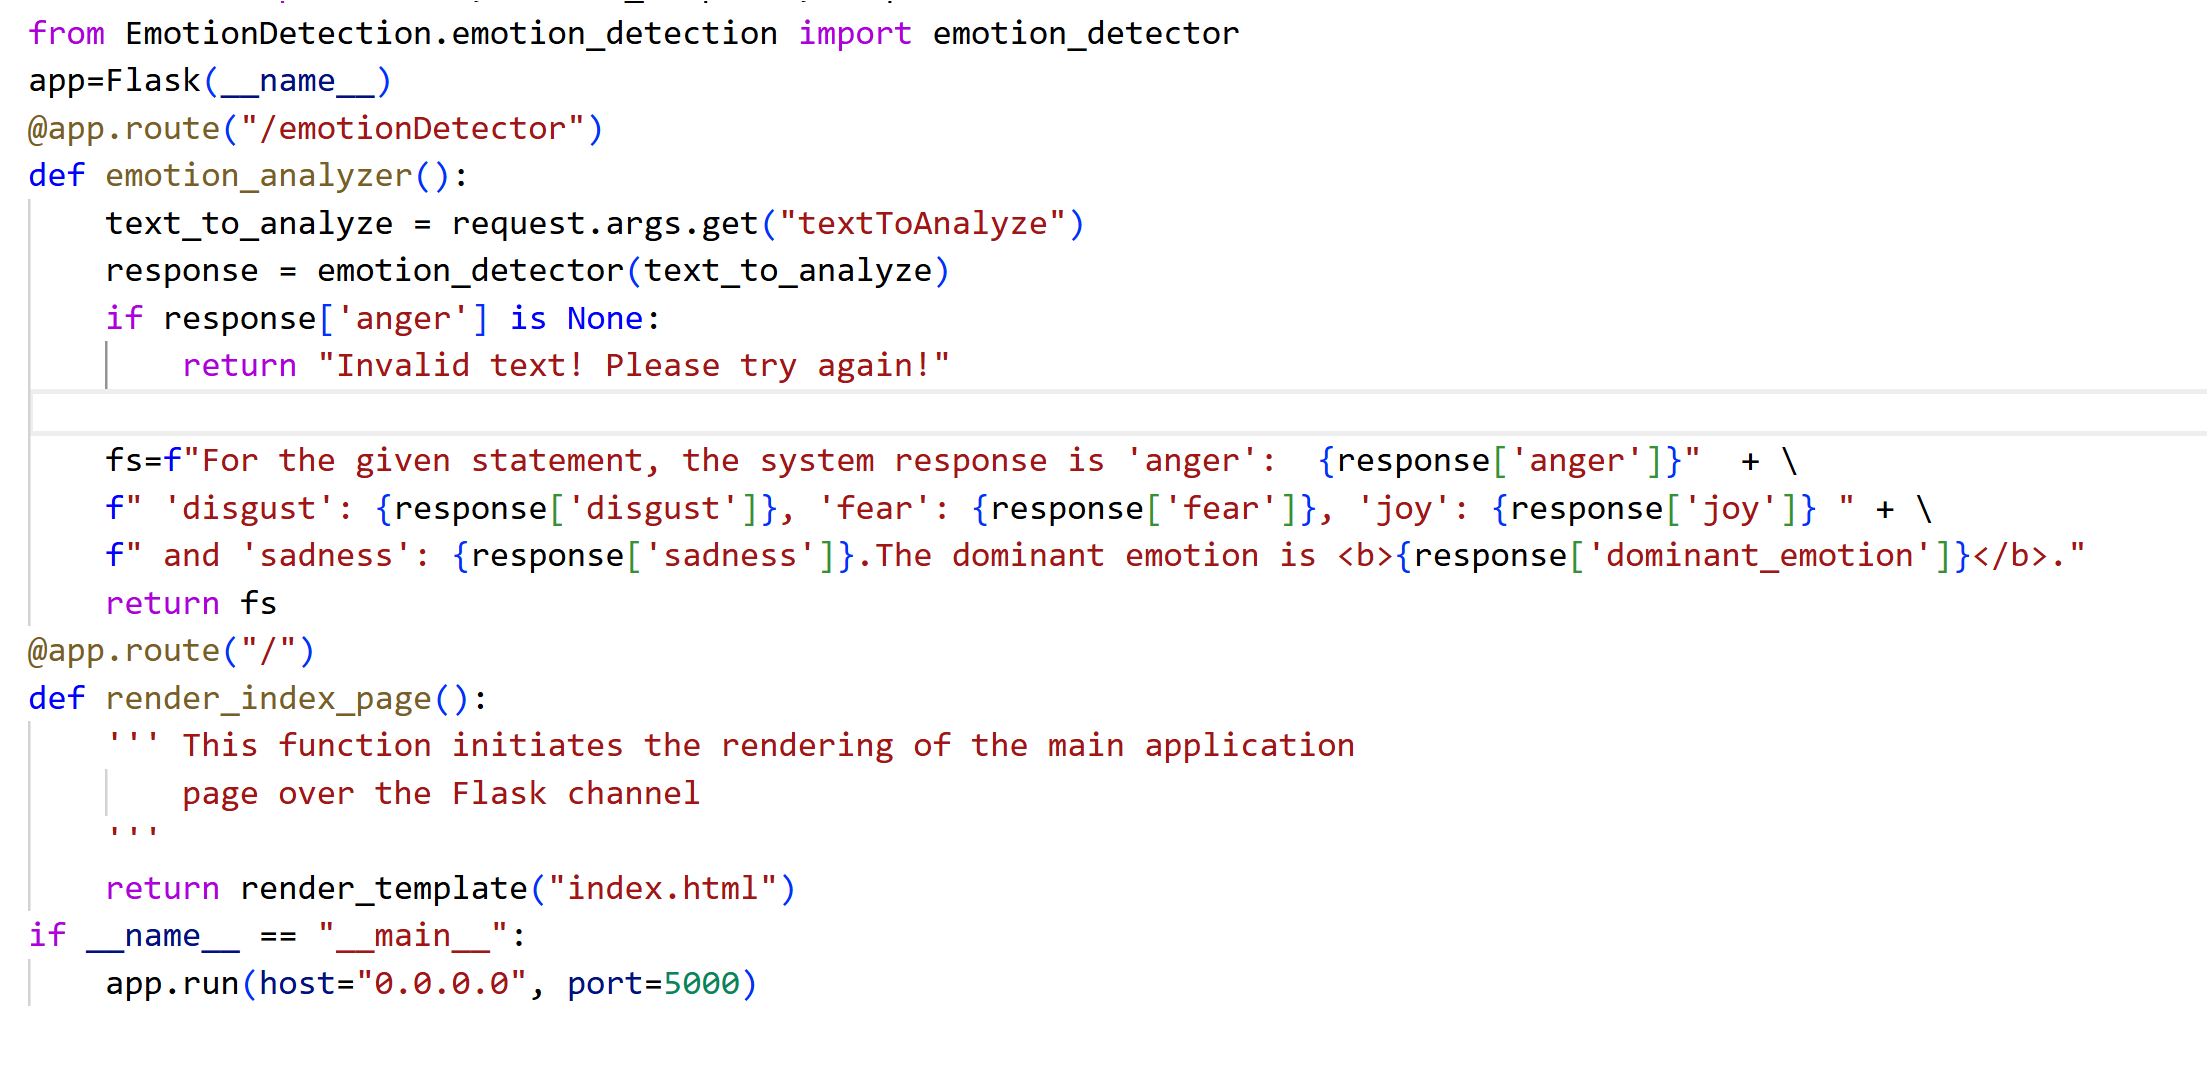 from EmotionDetection.emotion_detection import emotion_detector
app=Flask(__name__)
@app.route("/emotionDetector")
def emotion_analyzer():
    text_to_analyze = request.args.get("textToAnalyze")
    response = emotion_detector(text_to_analyze)
    if response['anger'] is None:
        return "Invalid text! Please try again!"
    fs=f"For the given statement, the system response is 'anger':  {response['anger']}"  + \
    f" 'disgust': {response['disgust']}, 'fear': {response['fear']}, 'joy': {response['joy']} " + \
    f" and 'sadness': {response['sadness']}.The dominant emotion is <b>{response['dominant_emotion']}</b>."
    return fs
@app.route("/")
def render_index_page():
    ''' This function initiates the rendering of the main application
        page over the Flask channel
    '''
    return render_template("index.html")
if __name__ == "__main__":
    app.run(host="0.0.0.0", port=5000)